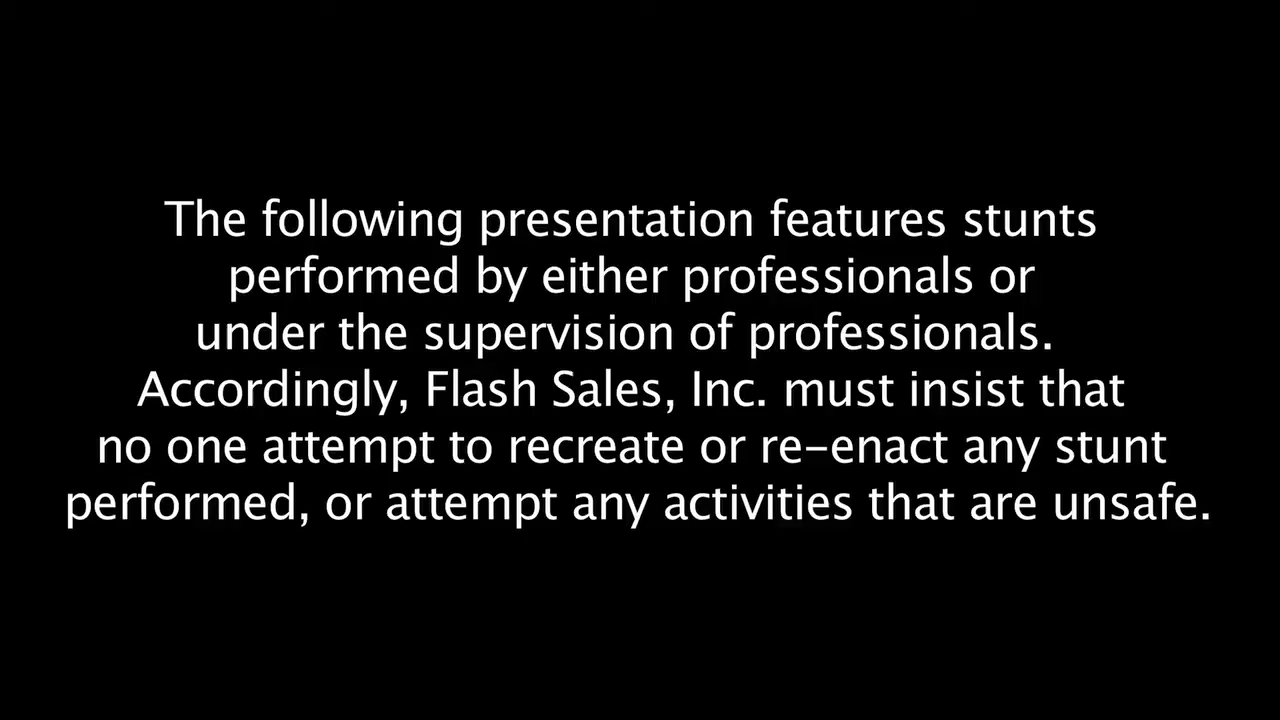 The following presentation features stunts
performed by either professionals or
under the supervision of professionals.
Accordingly, Flash Sales, Inc. must insist that
no one attempt to recreate or re-enact any stunt
performed, or attempt any activities that are unsafe.